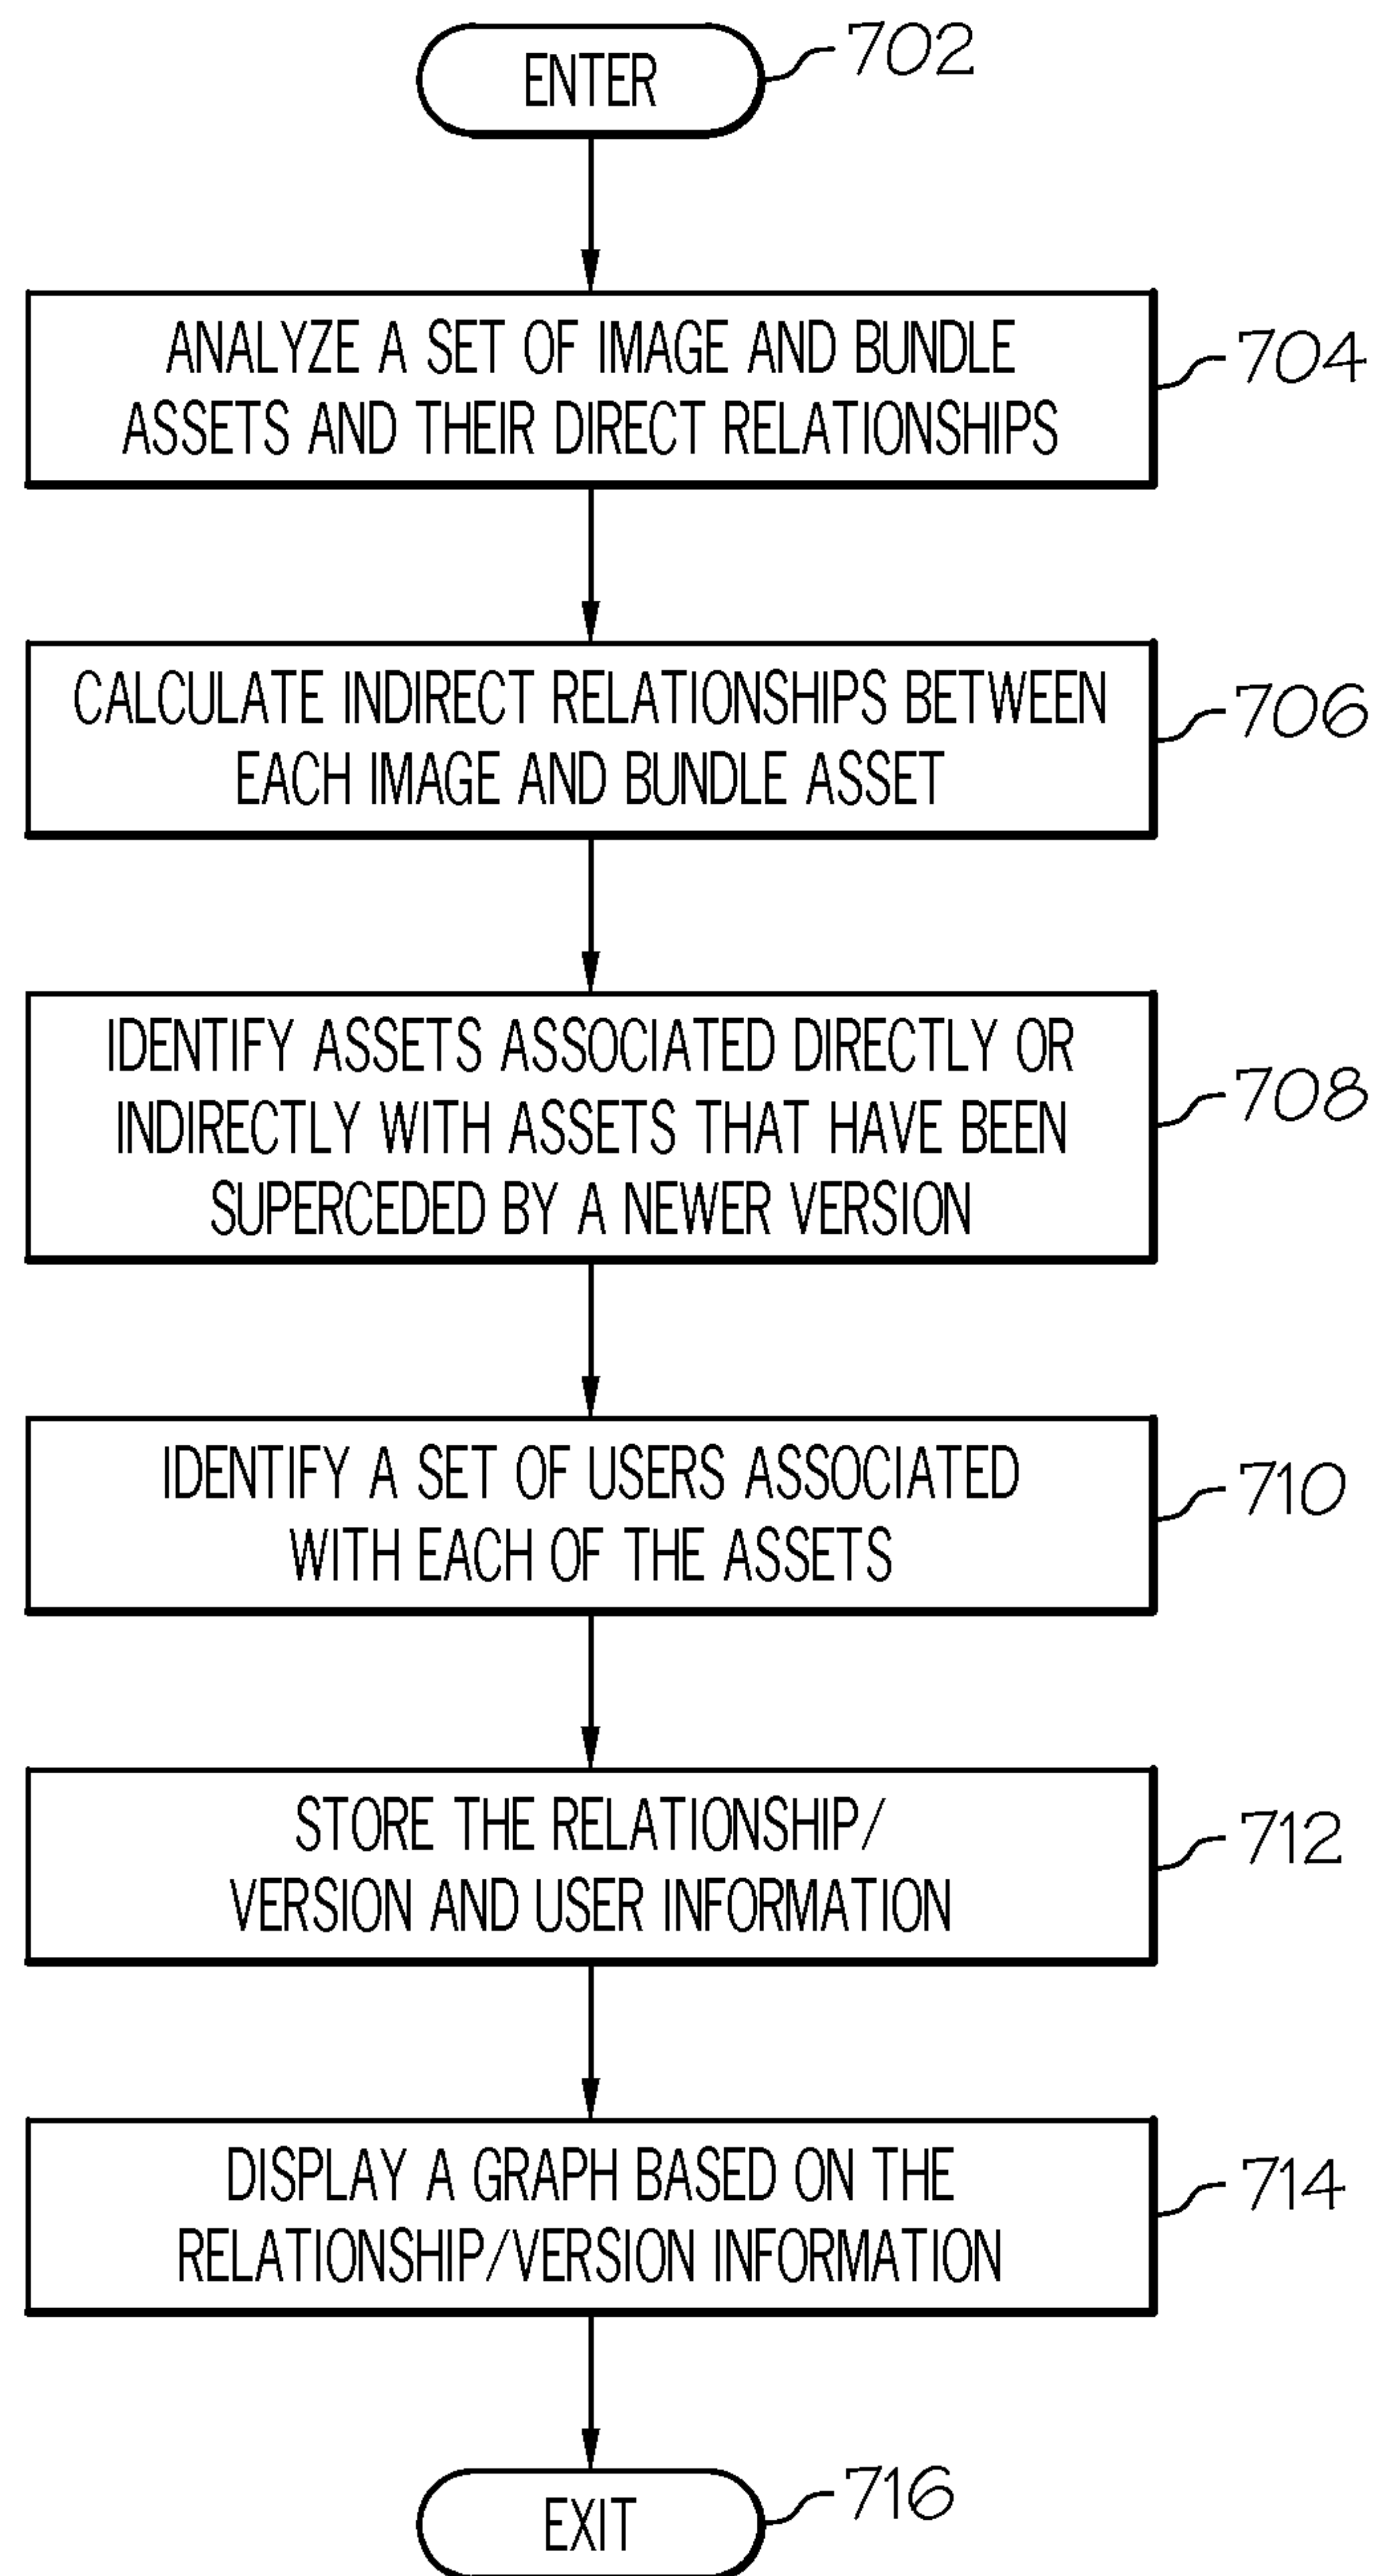 ENTER
702
ANALYZE A SET OF IMAGE AND BUNDLE
ASSETS AND THEIR DIRECT RELATIONSHIPS
704
CALCULATE INDIRECT RELATIONSHIPS BETWEEN
EACH IMAGE AND BUNDLE ASSET
706
IDENTIFY ASSETS ASSOCIATED DIRECTLY OR
INDIRECTLY WITH ASSETS THAT HAVE BEEN
SUPERCEDED BY A NEWER VERSION
708
IDENTIFY A SET OF USERS ASSOCIATED
WITH EACH OF THE ASSETS
710
STORE THE RELATIONSHIP/
VERSION AND USER INFORMATION
712
DISPLAY A GRAPH BASED ON THE
RELATIONSHIP/VERSION INFORMATION
714
EXIT
716